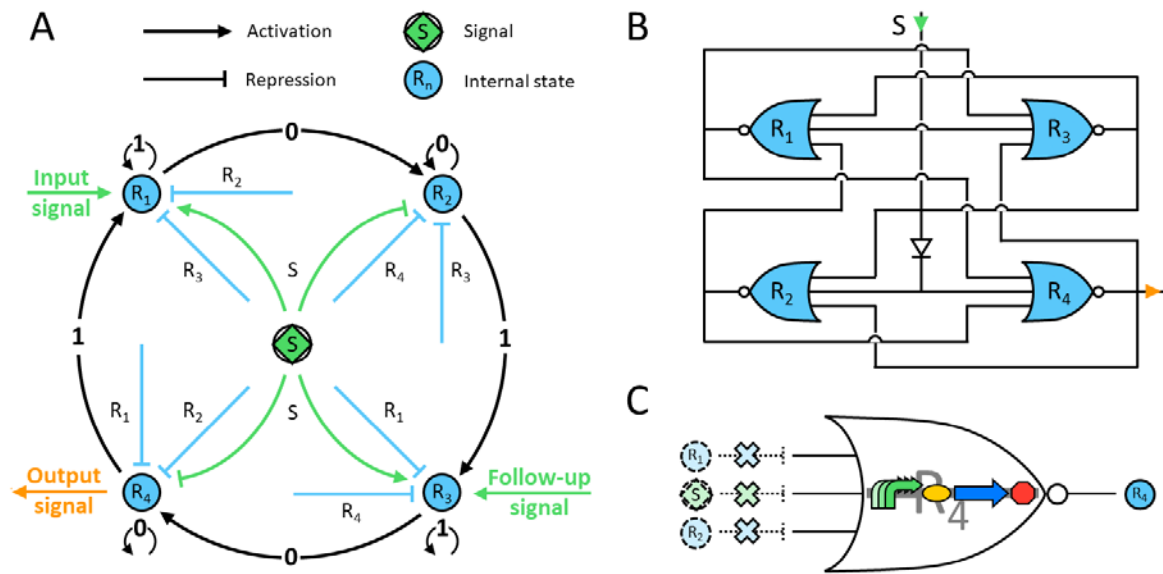 A
Activation
Repression
S
Signal
Rn
Internal state
1
0
0
Input
signal
R1
R2
R2
R3
S
R4
R3
1
S
1
R1
R2
S
R1
Output
signal
R4
R4
R3
Follow-up
signal
0
0
1
B
S
R1
R3
R2
R4
C
R1
S
R2
R4
R4